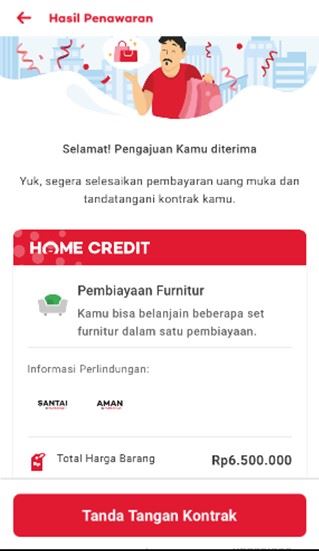 Hasil Penawaran
Selamat! Pengajuan Kamu diterima
Yuk, segera selesaikan pembayaran uang muka dan
tandatangani kontrak kamu.
HOME CREDIT
Pembiayaan Furnitur
Kamu bisa belanjain beberapa set
furnitur dalam satu pembiayaan.
Informasi Perlindungan:
SANTAI AMAN
Total Harga Barang Rp6.500.000
Tanda Tangan Kontrak